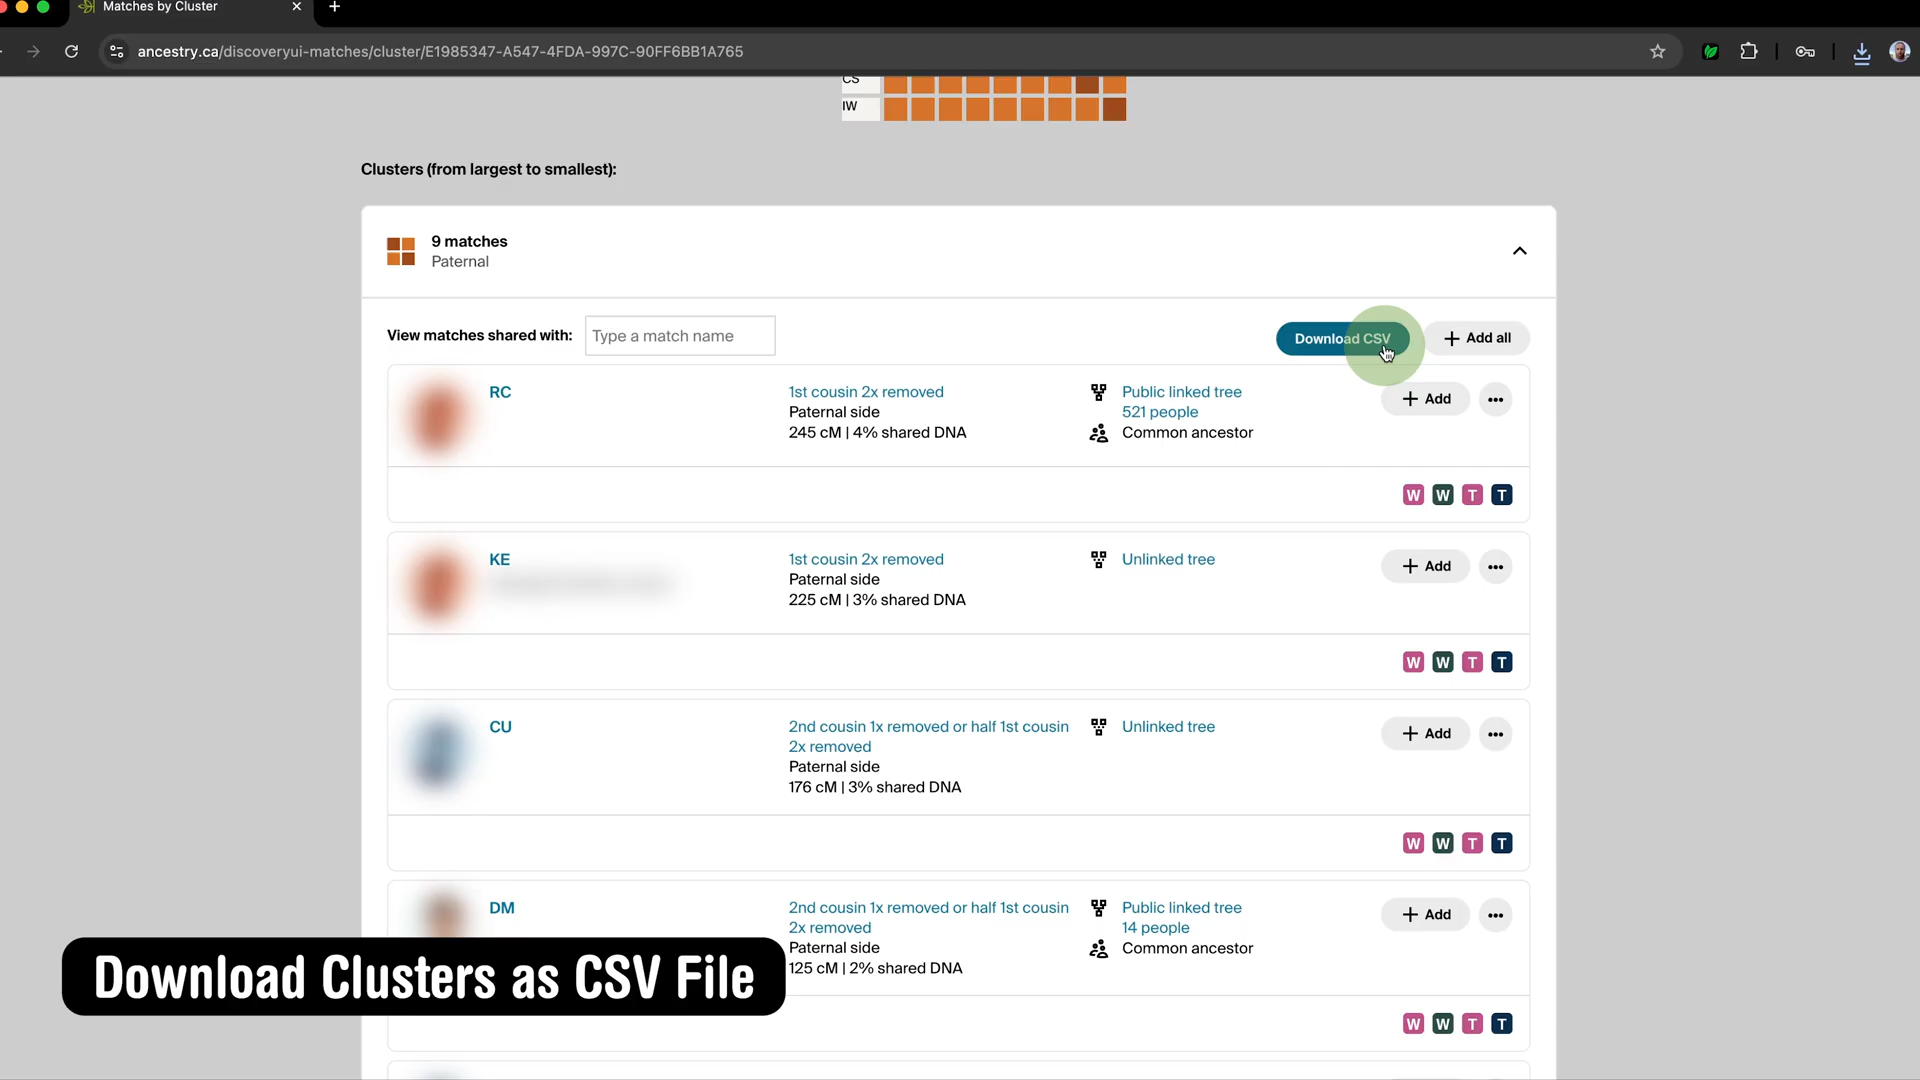 Matches by Cluster
ancestry.ca/discoveryui-matches/cluster/E1985347-A547-4FDA-997C-90FF6BB1A765
CS
IW
Clusters (from largest to smallest):
9 matches
Paternal
View matches shared with:
Type a match name
Download CSV
+ Add all
RC
1st cousin 2x removed
Paternal side
245 cM | 4% shared DNA
Public linked tree
521 people
Common ancestor
+ Add
W W T T
KE
1st cousin 2x removed
Paternal side
225 cM | 3% shared DNA
Unlinked tree
+ Add
W W T T
CU
2nd cousin 1x removed or half 1st cousin
2x removed
Paternal side
176 cM | 3% shared DNA
Unlinked tree
+ Add
W W T T
DM
2nd cousin 1x removed or half 1st cousin
2x removed
Paternal side
125 cM | 2% shared DNA
Public linked tree
14 people
Common ancestor
+ Add
W W T T
Download Clusters as CSV File